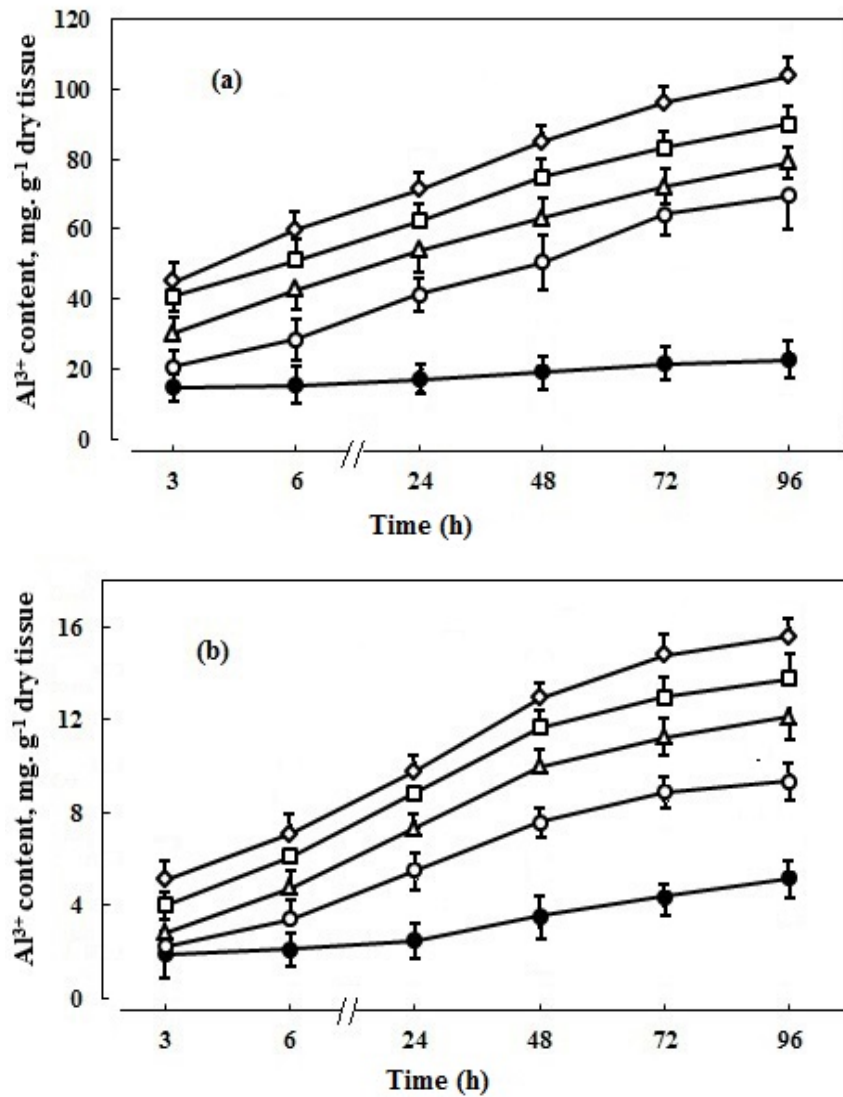 120
(a)
100
80
60
40
20
0
Al³⁺ content, mg. g⁻¹ dry tissue
3 6 // 24 48 72 96
Time (h)
16
(b)
12
8
4
0
Al³⁺ content, mg. g⁻¹ dry tissue
3 6 // 24 48 72 96
Time (h)